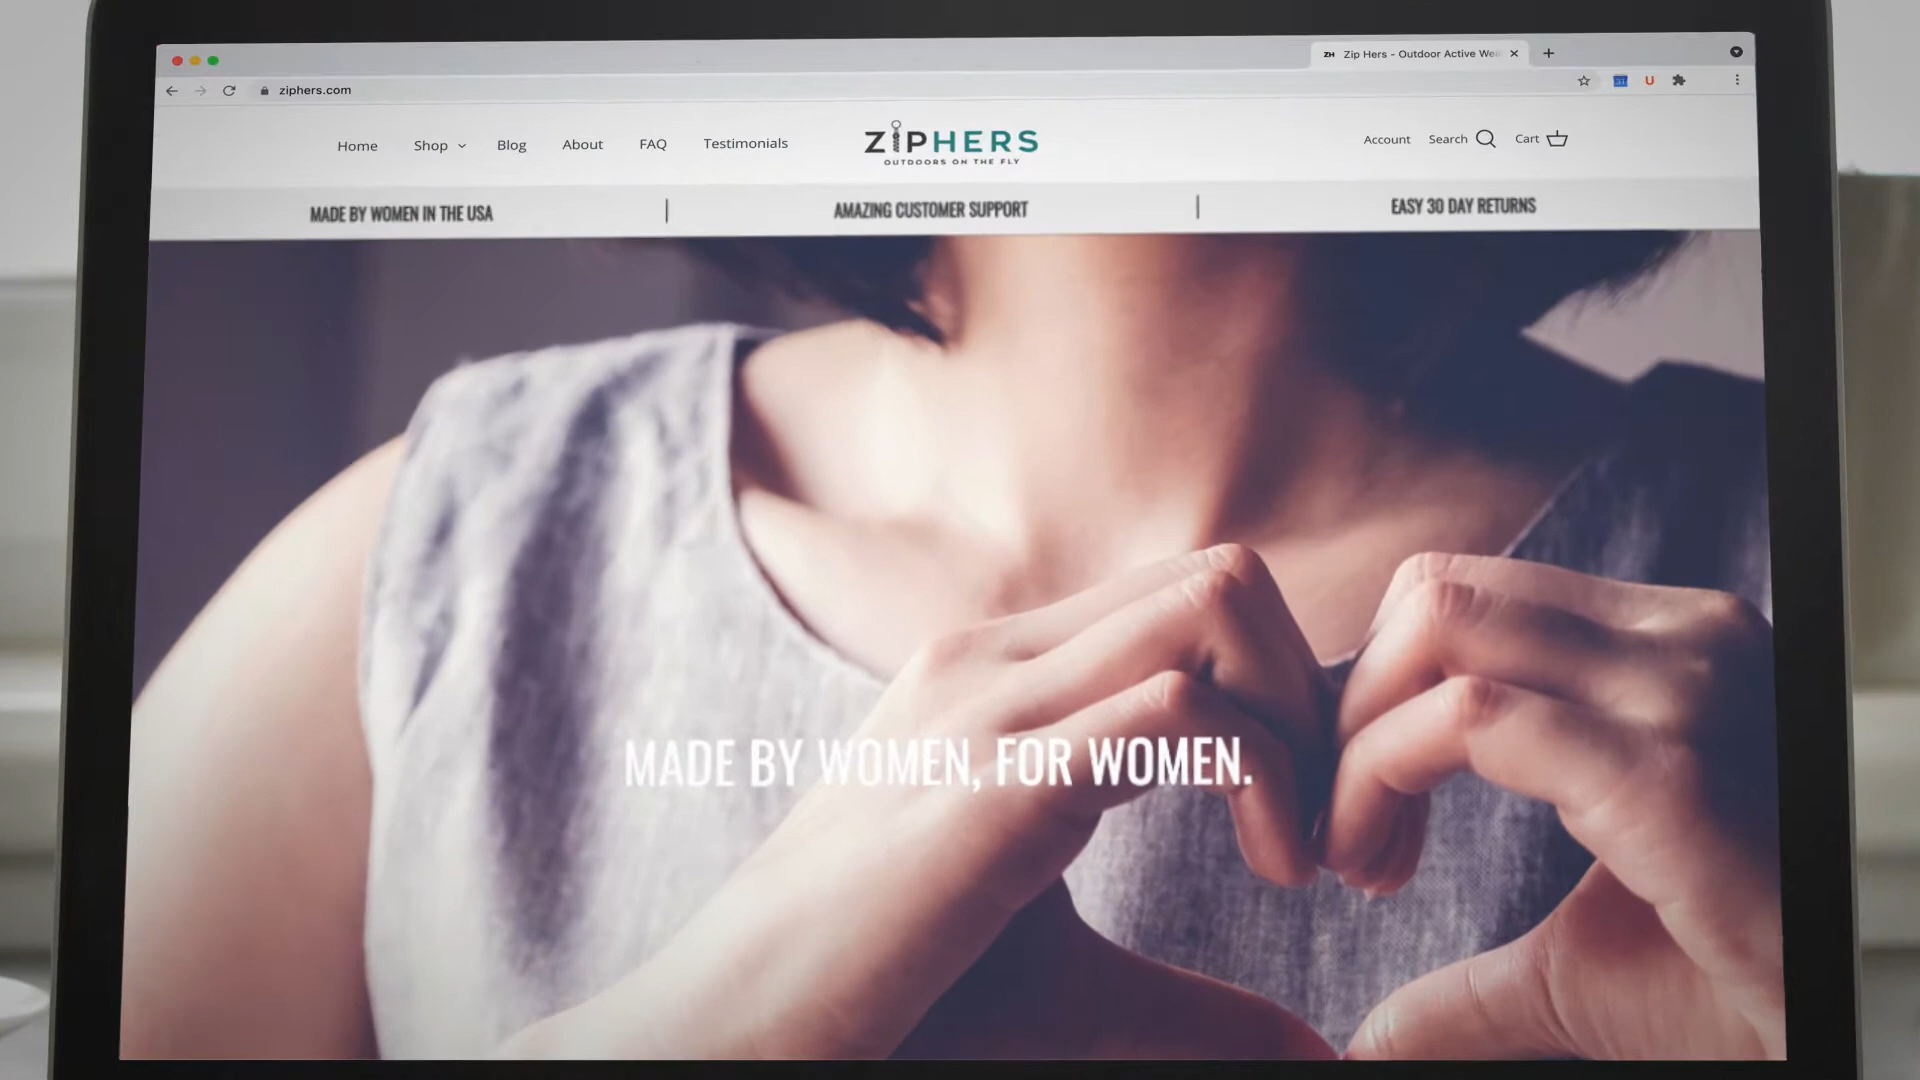 ZH Zip Hers - Outdoor Active We
ziphers.com
Home Shop Blog About FAQ Testimonials
ZIPHERS
OUTDOORS ON THE FLY
Account Search Cart
MADE BY WOMEN IN THE USA | AMAZING CUSTOMER SUPPORT | EASY 30 DAY RETURNS
MADE BY WOMEN, FOR WOMEN.